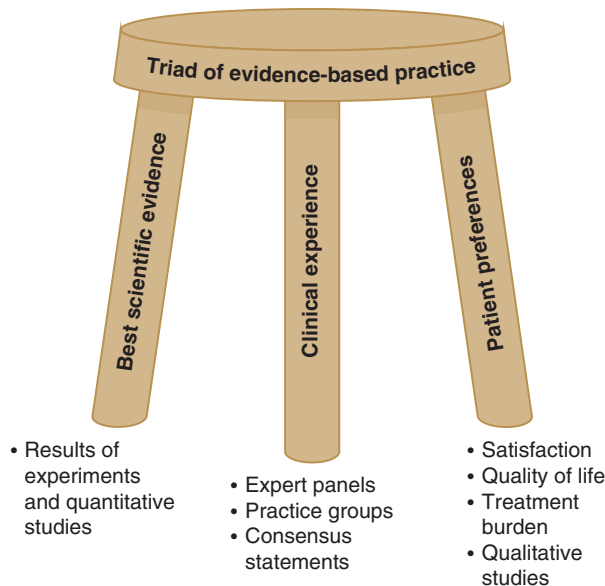 Triad of evidence-based practice
Best scientific evidence
Clinical experience
Patient preferences
• Results of
experiments
and quantitative
studies
• Expert panels
• Practice groups
• Consensus
statements
• Satisfaction
• Quality of life
• Treatment
burden
• Qualitative
studies